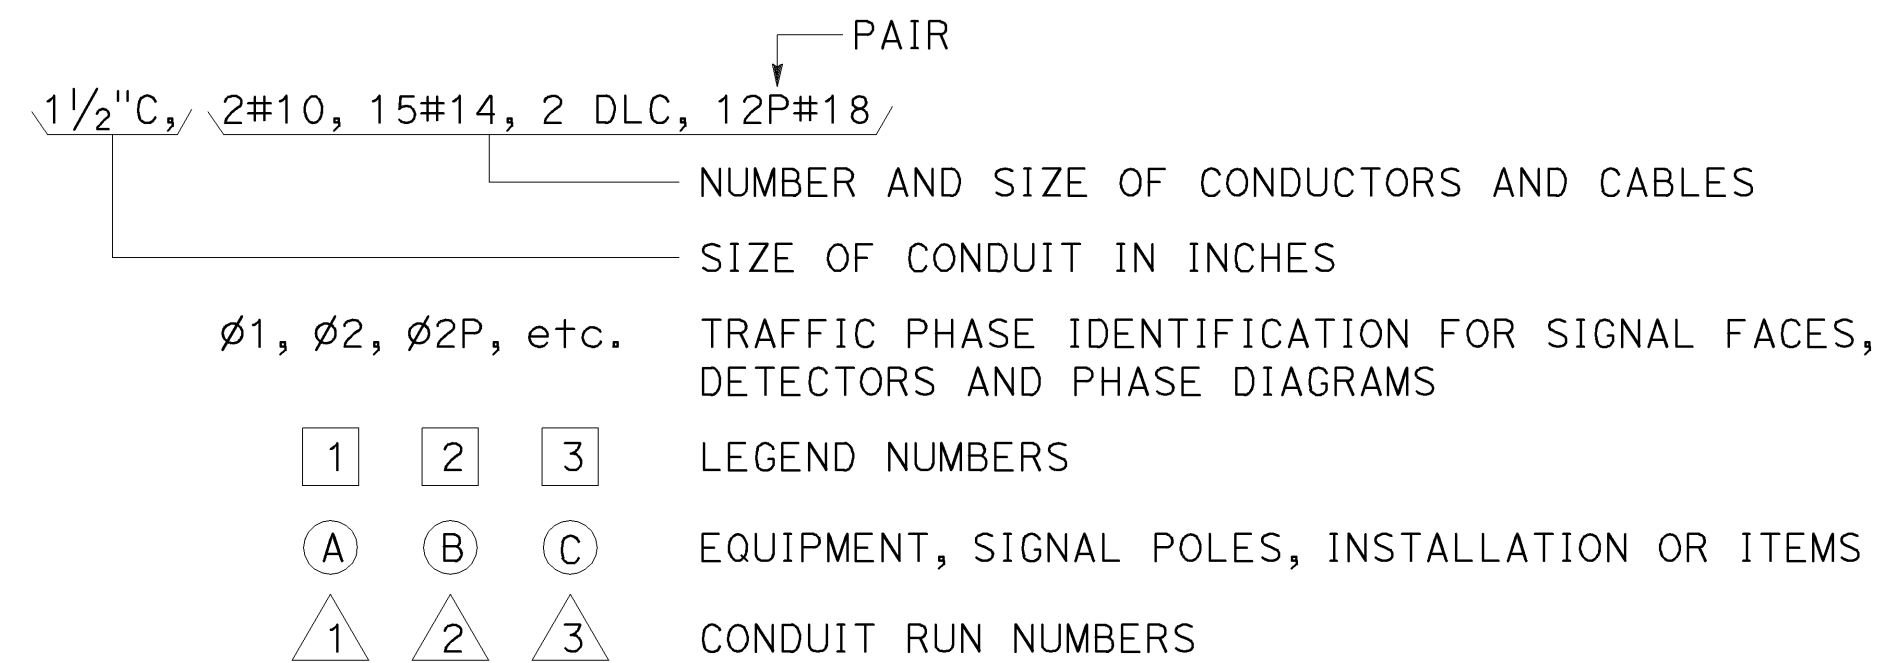 PAIR
1½"C, 2#10, 15#14, 2 DLC, 12P#18
NUMBER AND SIZE OF CONDUCTORS AND CABLES
SIZE OF CONDUIT IN INCHES
Ø1, Ø2, Ø2P, etc. TRAFFIC PHASE IDENTIFICATION FOR SIGNAL FACES,
DETECTORS AND PHASE DIAGRAMS
1 2 3 LEGEND NUMBERS
A B C EQUIPMENT, SIGNAL POLES, INSTALLATION OR ITEMS
1 2 3 CONDUIT RUN NUMBERS